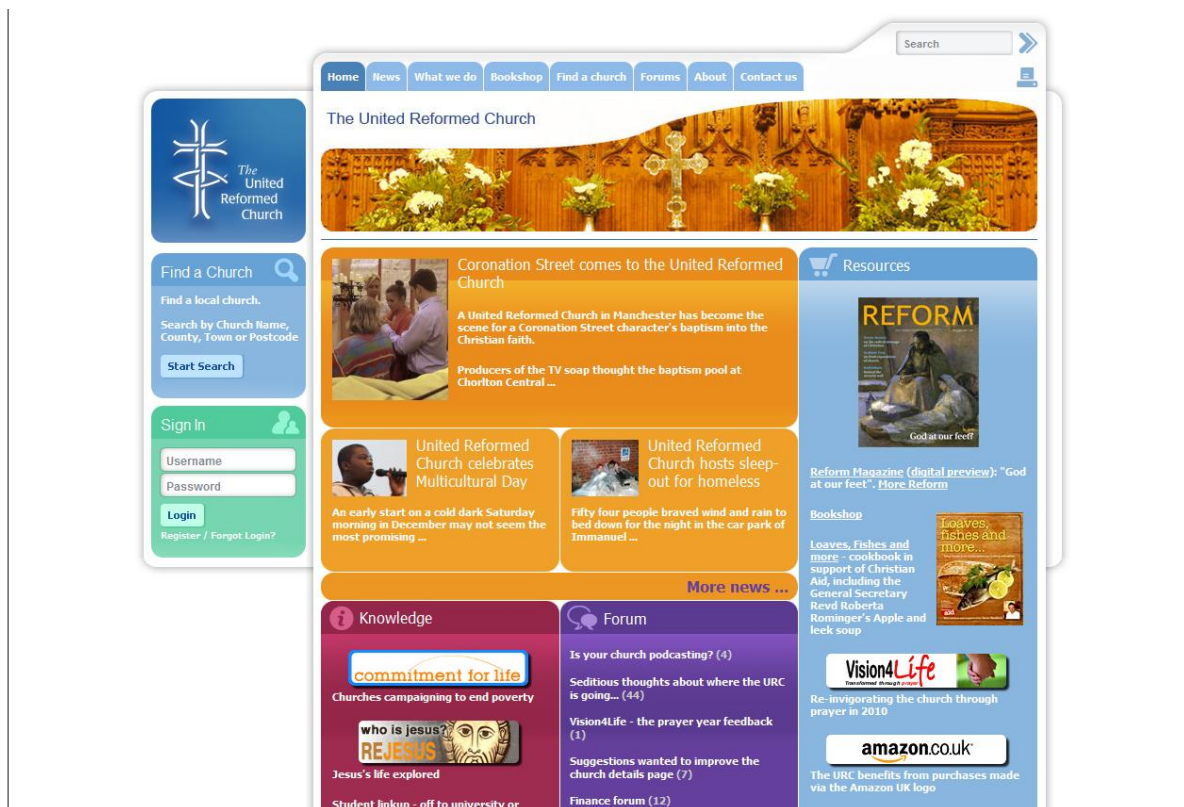 Search
Home News What we do Bookshop Find a church Forums About Contact us
The United Reformed Church
The
United
Reformed
Church
Find a Church
Find a local church.
Search by Church Name,
County, Town or Postcode
Start Search
Sign In
Username
Password
Login
Register / Forgot Login?
Coronation Street comes to the United Reformed
Church
A United Reformed Church in Manchester has become the
scene for a Coronation Street character's baptism into the
Christian faith.
Producers of the TV soap thought the baptism pool at
Chorlton Central ...
United Reformed
Church celebrates
Multicultural Day
An early start on a cold dark Saturday
morning in December may not seem the
most promising ...
United Reformed
Church hosts sleep-
out for homeless
Fifty four people braved wind and rain to
bed down for the night in the car park of
Immanuel ...
More news ...
Knowledge
commitment for life
Churches campaigning to end poverty
who is jesus?
REJESUS
Jesus's life explored
Student linkup - off to university or
Forum
Is your church podcasting? (4)
Seditious thoughts about where the URC
is going... (44)
Vision4Life - the prayer year feedback
(1)
Suggestions wanted to improve the
church details page (7)
Finance forum (12)
Resources
REFORM
God at our feet?
Reform Magazine (digital preview): "God
at our feet". More Reform
Bookshop
Loaves, Fishes and
more - cookbook in
support of Christian
Aid, including the
General Secretary
Revd Roberta
Rominger's Apple and
leek soup
Loaves,
fishes and
more...
Vision4Life
Transformed through prayer
Re-invigorating the church through
prayer in 2010
amazon.co.uk
The URC benefits from purchases made
via the Amazon UK logo